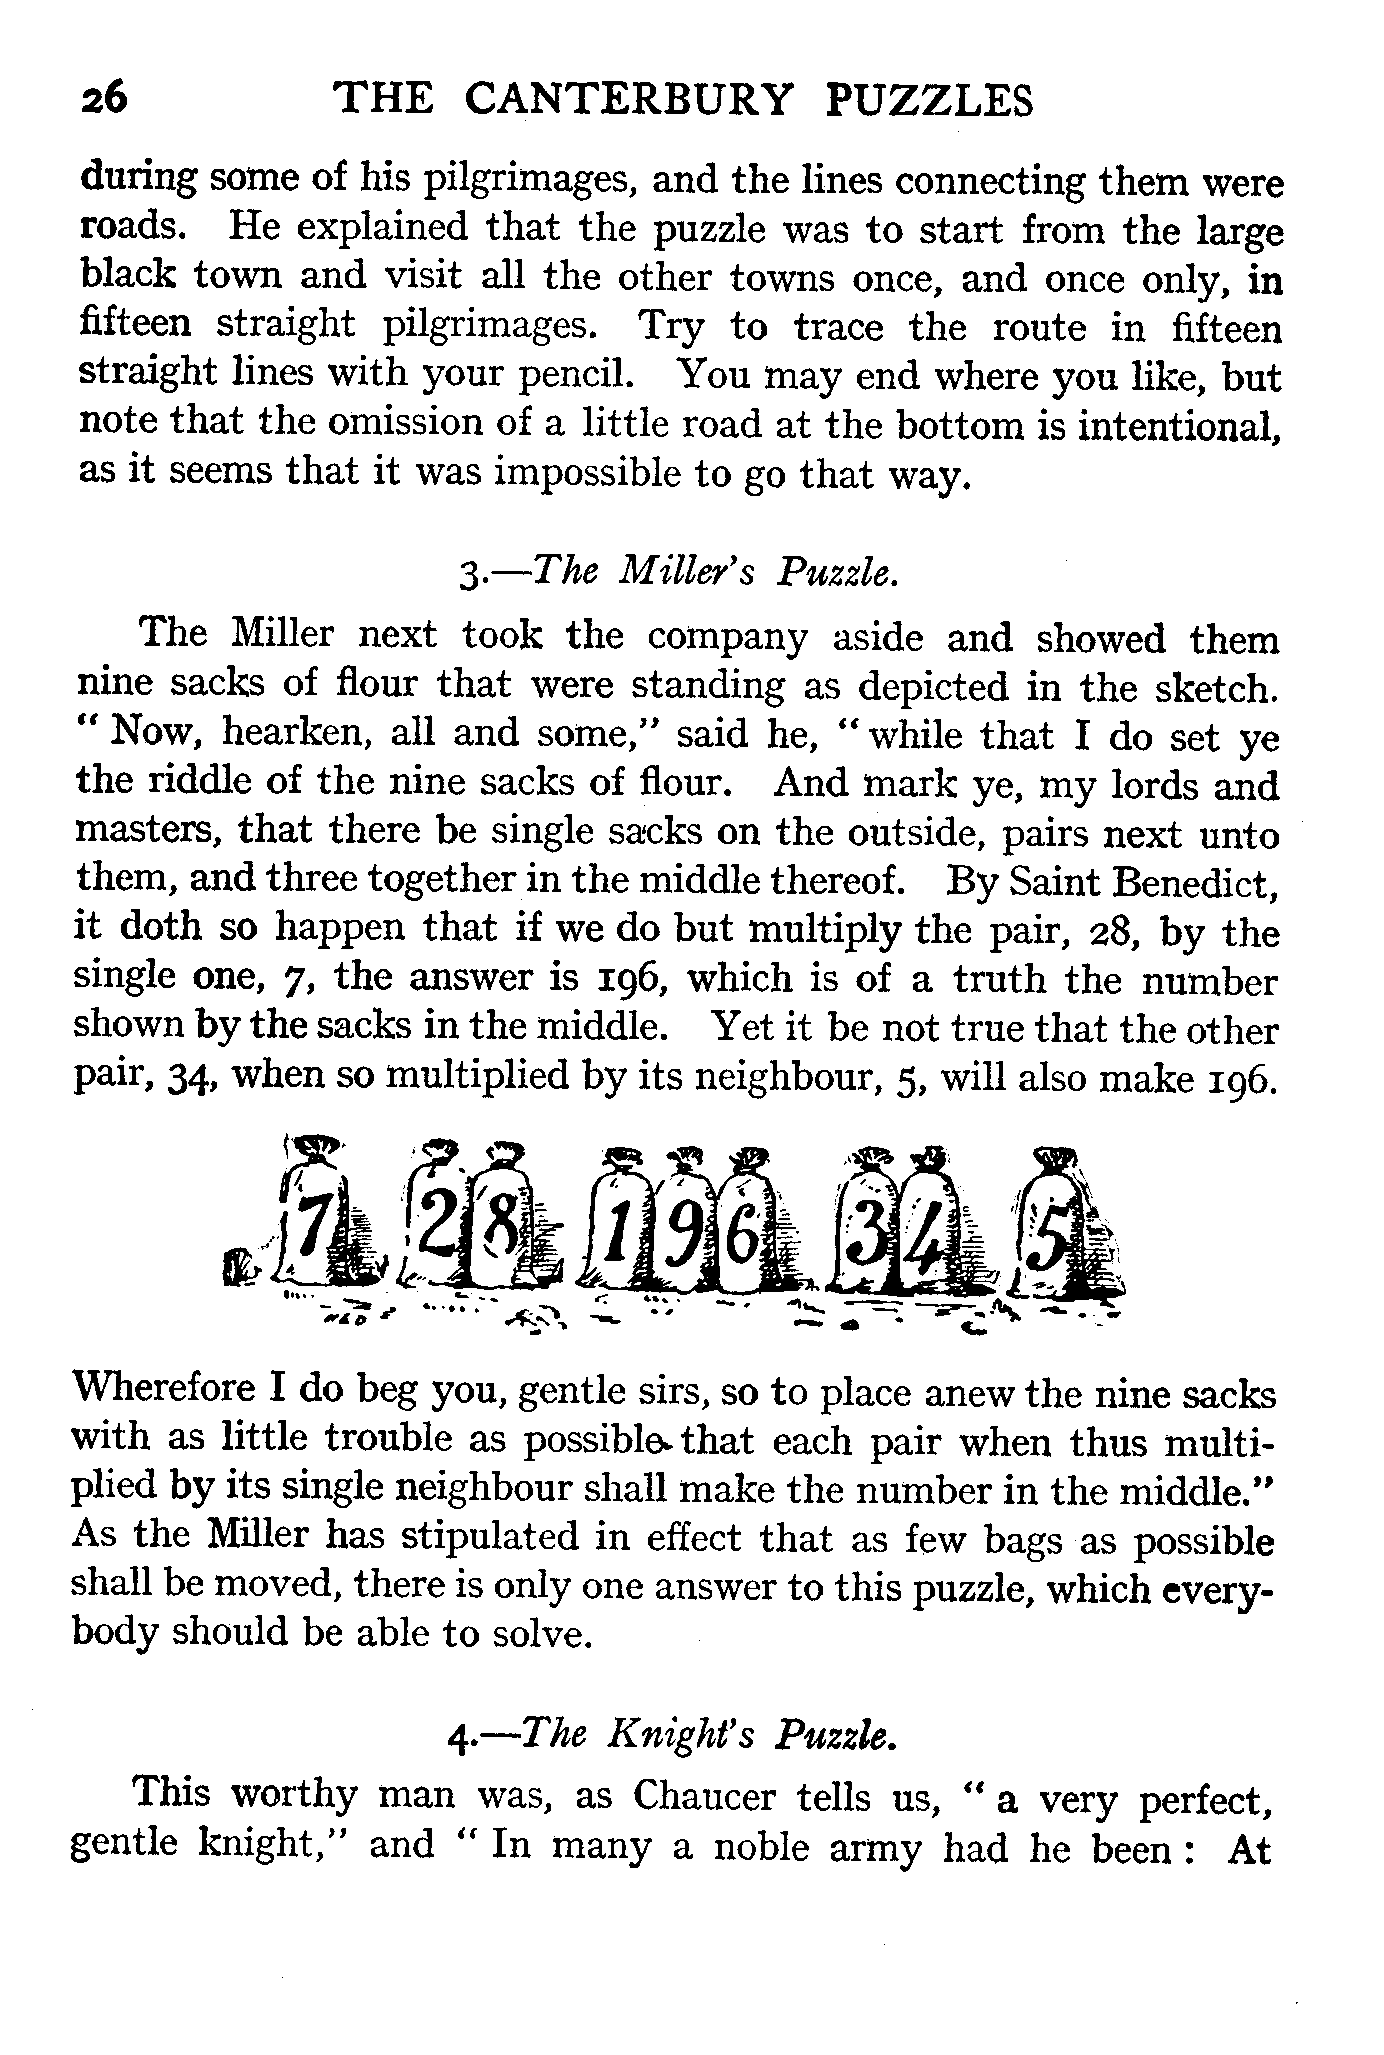 26 THE CANTERBURY PUZZLES
during some of his pilgrimages, and the lines connecting them were
roads. He explained that the puzzle was to start from the large
black town and visit all the other towns once, and once only, in
fifteen straight pilgrimages. Try to trace the route in fifteen
straight lines with your pencil. You may end where you like, but
note that the omission of a little road at the bottom is intentional,
as it seems that it was impossible to go that way.
3.—The Miller's Puzzle.
The Miller next took the company aside and showed them
nine sacks of flour that were standing as depicted in the sketch.
“ Now, hearken, all and some,” said he, “ while that I do set ye
the riddle of the nine sacks of flour. And mark ye, my lords and
masters, that there be single sacks on the outside, pairs next unto
them, and three together in the middle thereof. By Saint Benedict,
it doth so happen that if we do but multiply the pair, 28, by the
single one, 7, the answer is 196, which is of a truth the number
shown by the sacks in the middle. Yet it be not true that the other
pair, 34, when so multiplied by its neighbour, 5, will also make 196.
7 28 196 34 5
Wherefore I do beg you, gentle sirs, so to place anew the nine sacks
with as little trouble as possible that each pair when thus multi-
plied by its single neighbour shall make the number in the middle.”
As the Miller has stipulated in effect that as few bags as possible
shall be moved, there is only one answer to this puzzle, which every-
body should be able to solve.
4.—The Knight's Puzzle.
This worthy man was, as Chaucer tells us, “ a very perfect,
gentle knight,” and “ In many a noble army had he been : At